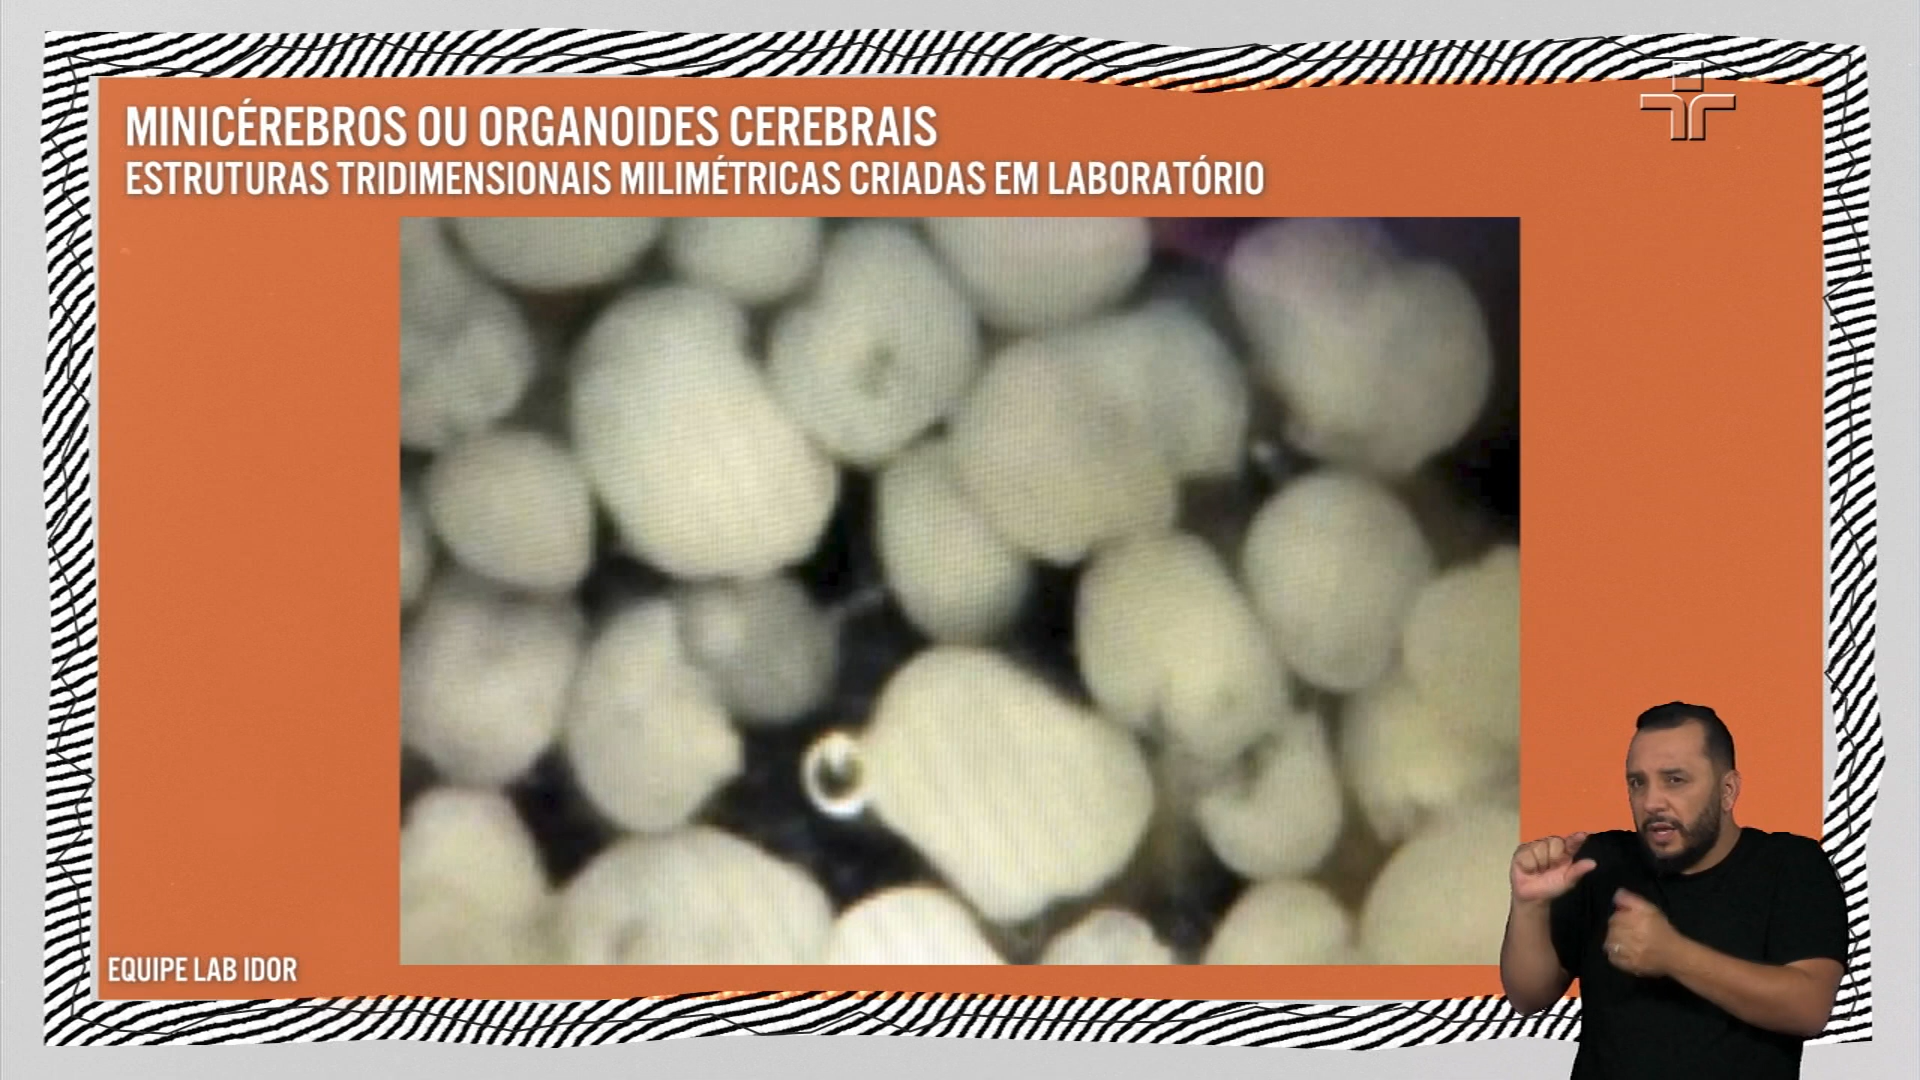 MINICÉREBROS OU ORGANOIDES CEREBRAIS
ESTRUTURAS TRIDIMENSIONAIS MILIMÉTRICAS CRIADAS EM LABORATÓRIO
EQUIPE LAB IDOR